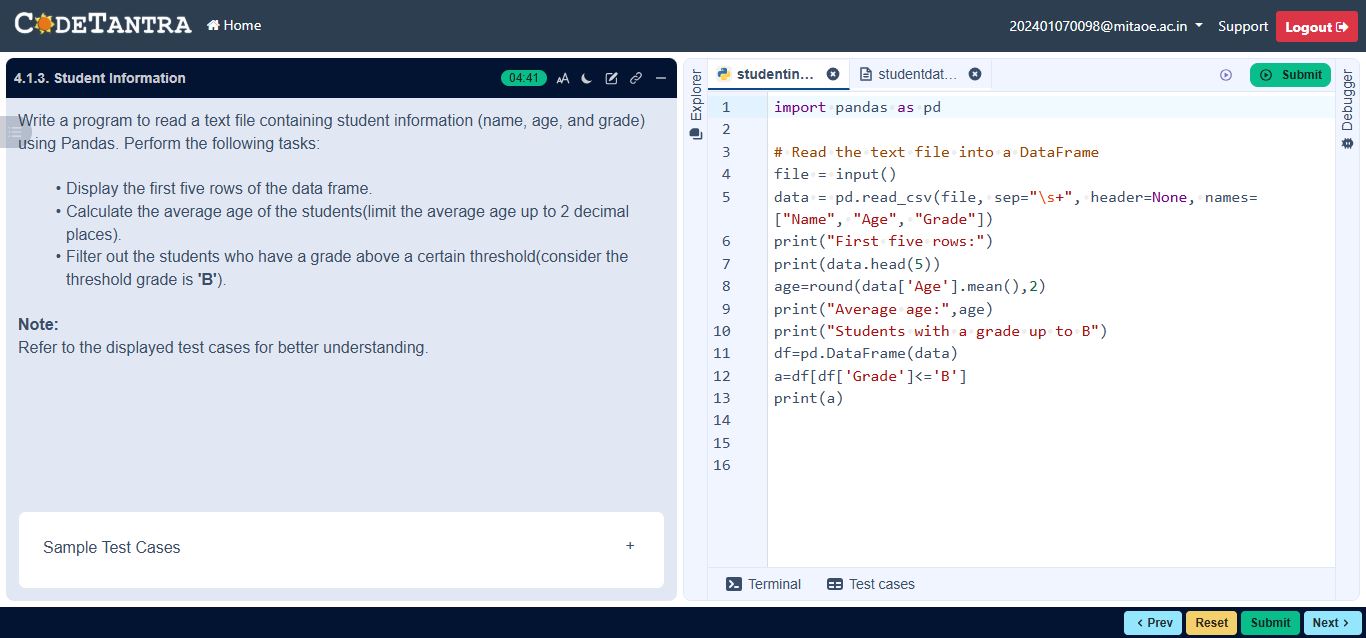 CODETANTRA
Home
202401070098@mitaoe.ac.in
Support
Logout
4.1.3. Student Information
04:41
AA
Write a program to read a text file containing student information (name, age, and grade)
using Pandas. Perform the following tasks:
• Display the first five rows of the data frame.
• Calculate the average age of the students(limit the average age up to 2 decimal
places).
• Filter out the students who have a grade above a certain threshold(consider the
threshold grade is 'B').
Note:
Refer to the displayed test cases for better understanding.
Sample Test Cases
+
Explorer
studentin...
studentdat...
Submit
Debugger
1 import pandas as pd
2
3 # Read the text file into a DataFrame
4 file = input()
5 data = pd.read_csv(file, sep="\s+", header=None, names=
["Name", "Age", "Grade"])
6 print("First five rows:")
7 print(data.head(5))
8 age=round(data['Age'].mean(),2)
9 print("Average age:",age)
10 print("Students with a grade up to B")
11 df=pd.DataFrame(data)
12 a=df[df['Grade']<='B']
13 print(a)
14
15
16
Terminal
Test cases
< Prev
Reset
Submit
Next >